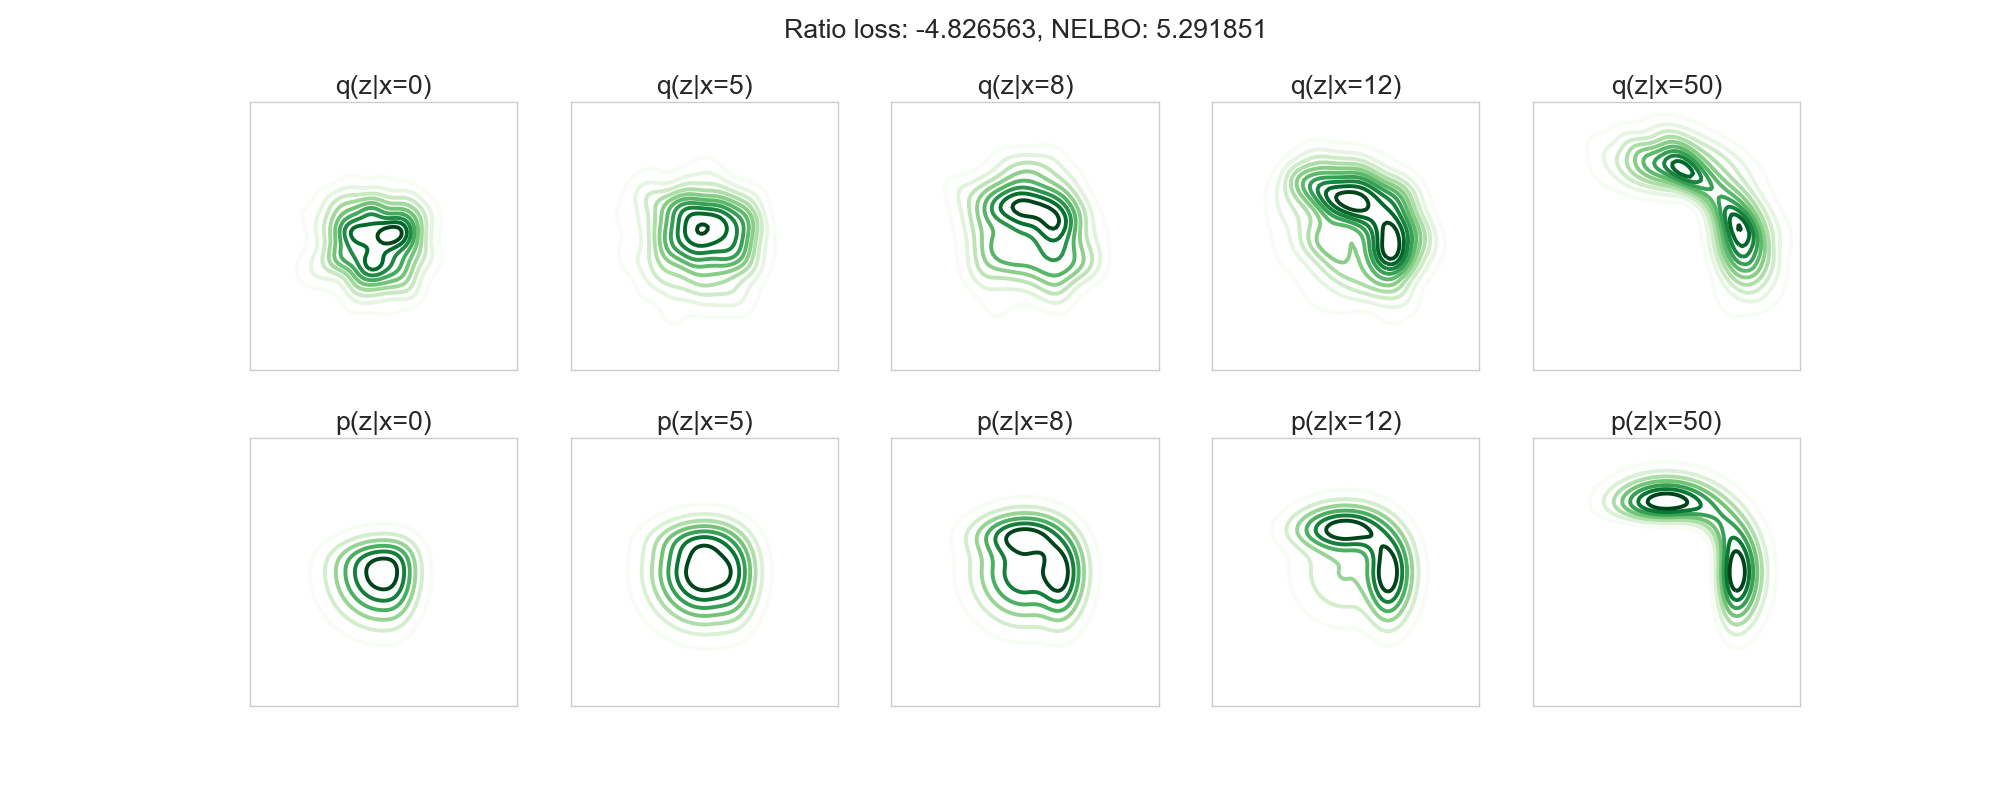 Ratio loss: -4.826563, NELBO: 5.291851
q(z|x=0) q(z|x=5) q(z|x=8) q(z|x=12) q(z|x=50)
p(z|x=0) p(z|x=5) p(z|x=8) p(z|x=12) p(z|x=50)